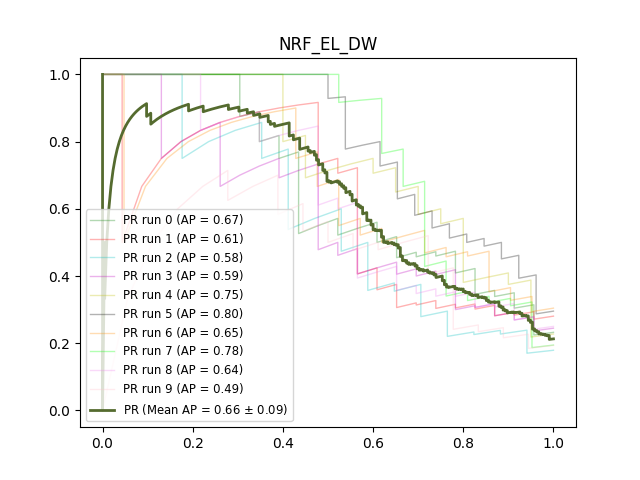 NRF_EL_DW
1.0
0.8
0.6
0.4
0.2
0.0
PR run 0 (AP = 0.67)
PR run 1 (AP = 0.61)
PR run 2 (AP = 0.58)
PR run 3 (AP = 0.59)
PR run 4 (AP = 0.75)
PR run 5 (AP = 0.80)
PR run 6 (AP = 0.65)
PR run 7 (AP = 0.78)
PR run 8 (AP = 0.64)
PR run 9 (AP = 0.49)
PR (Mean AP = 0.66 ± 0.09)
0.0 0.2 0.4 0.6 0.8 1.0